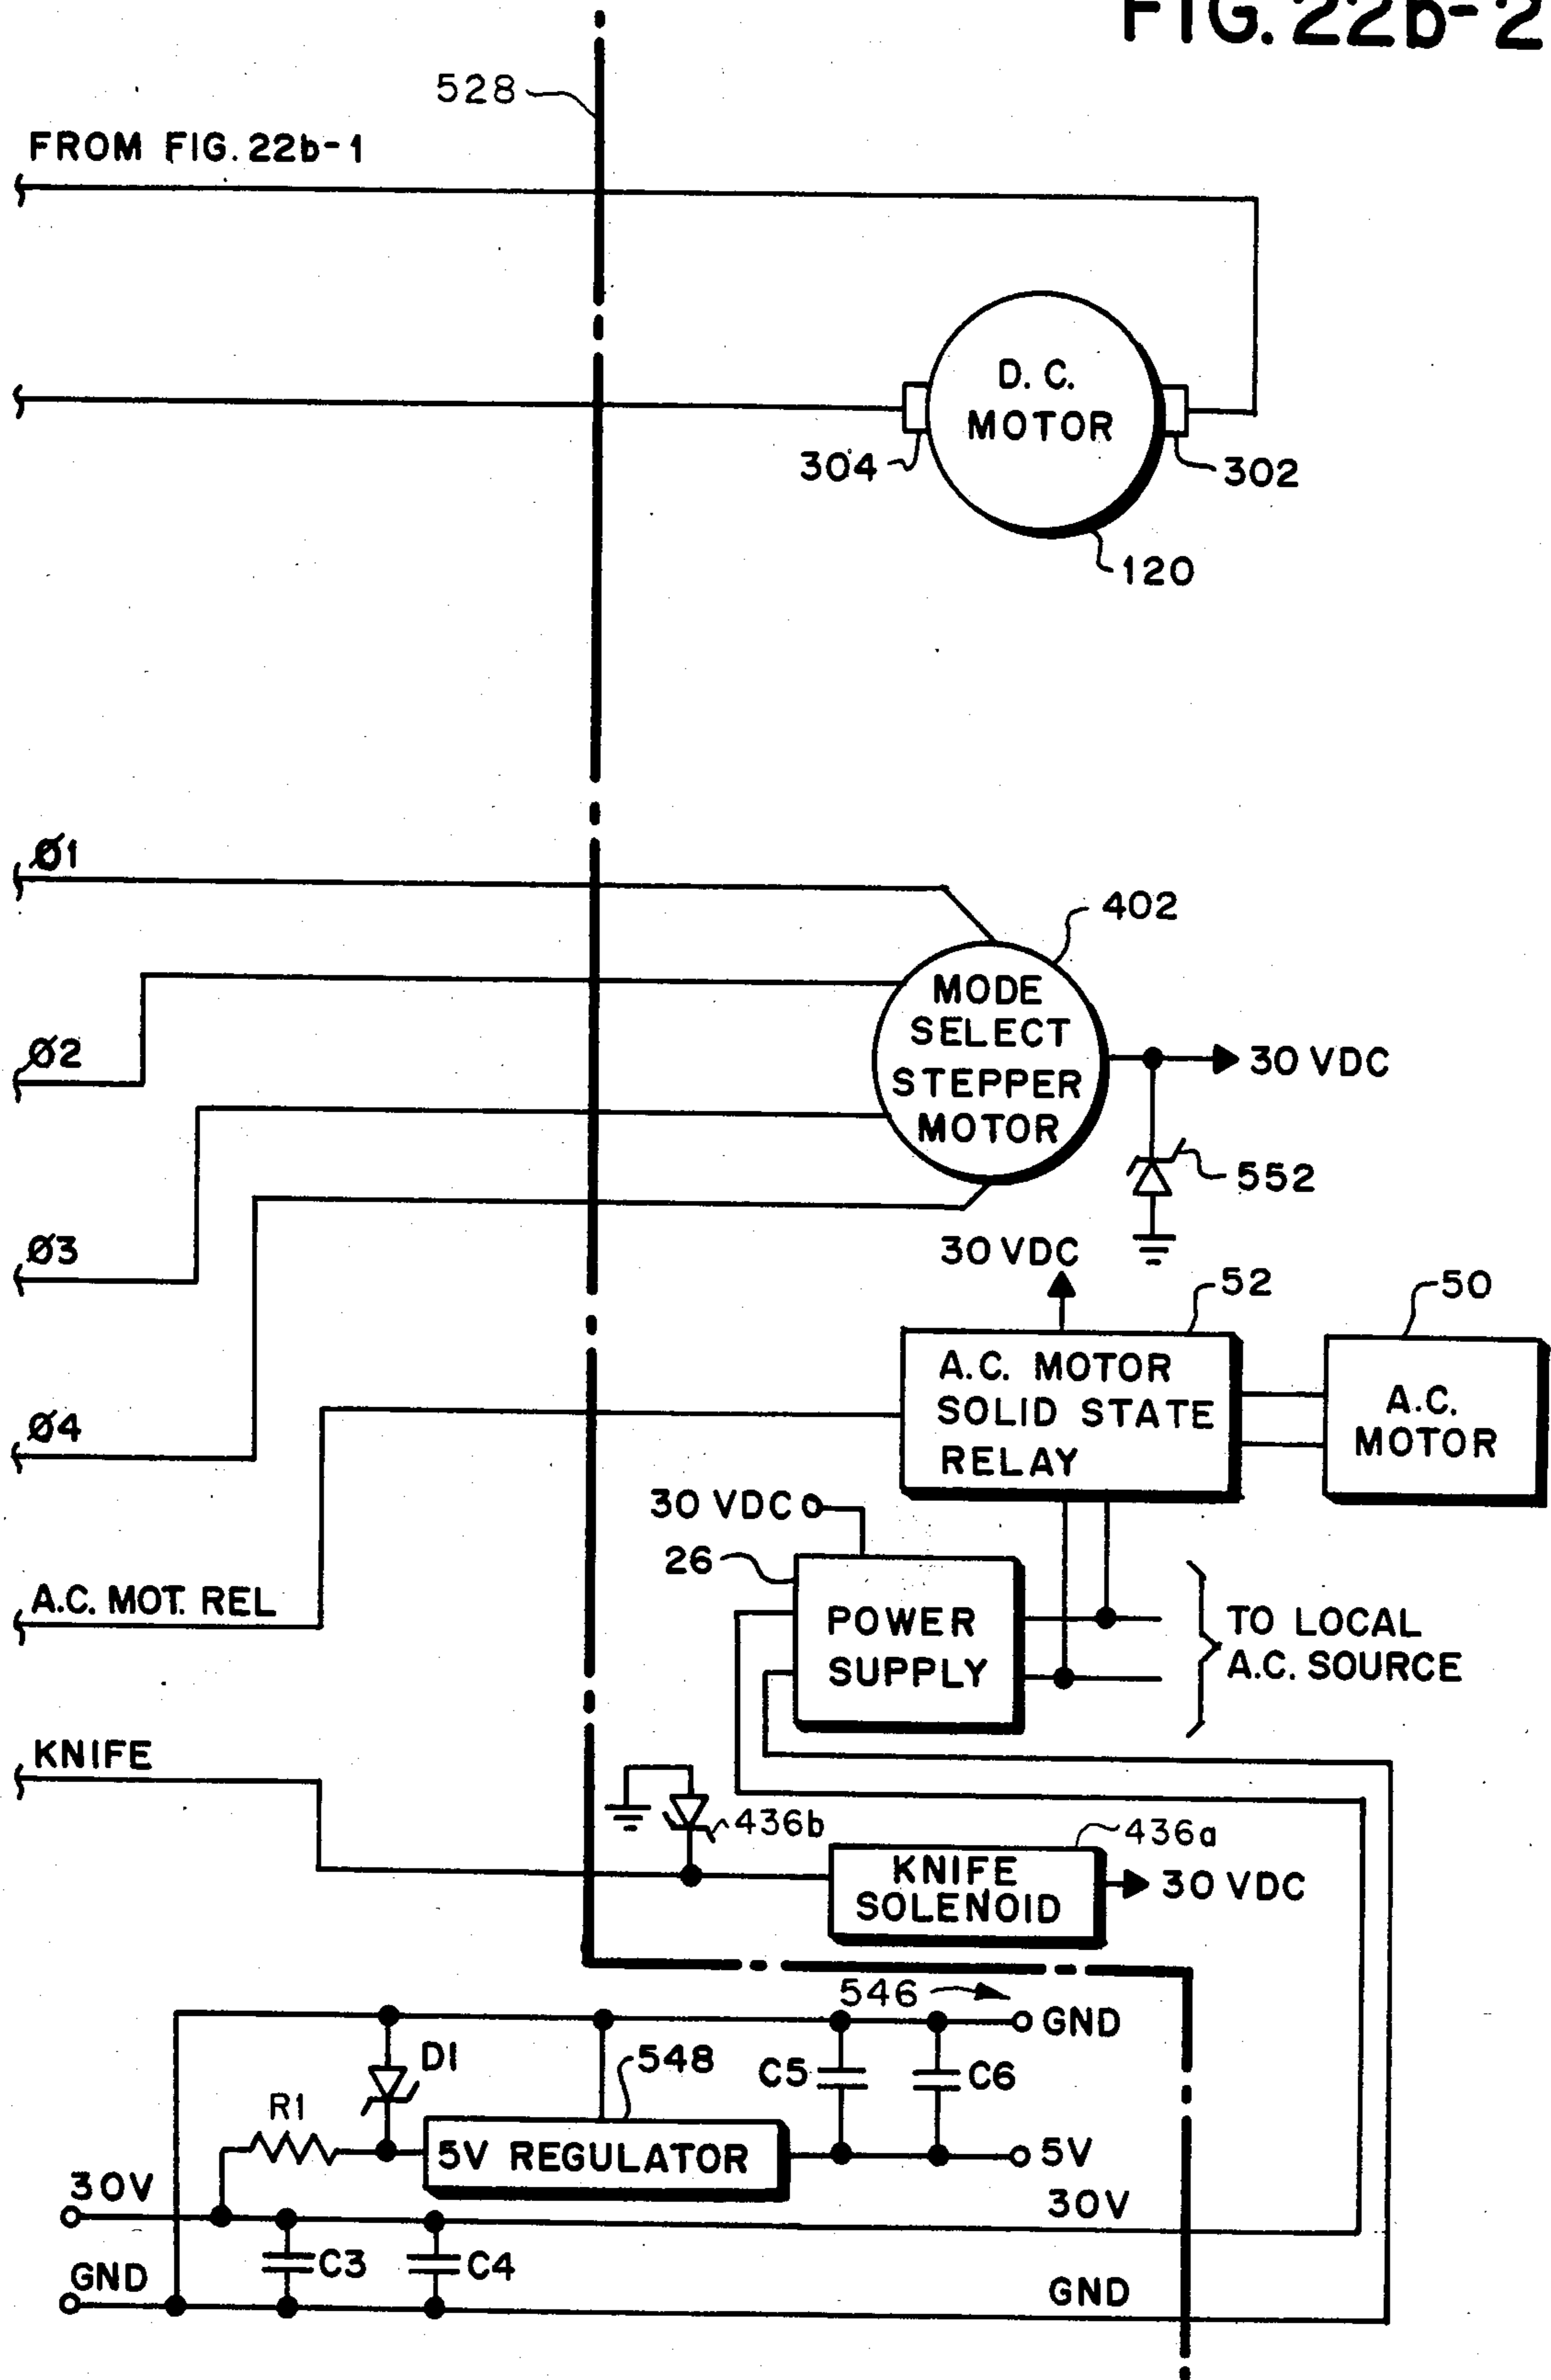 FIG. 22b-2
528
FROM FIG. 22b-1
D. C.
MOTOR
304
302
120
Ø1
402
Ø2
MODE
SELECT
STEPPER
MOTOR
30 VDC
552
Ø3
30 VDC
52
50
A.C. MOTOR
SOLID STATE
RELAY
A.C.
MOTOR
Ø4
30 VDC
26
A.C. MOT. REL
POWER
SUPPLY
TO LOCAL
A.C. SOURCE
KNIFE
436b
436a
KNIFE
SOLENOID
30 VDC
546
GND
D1
548
C5
C6
R1
5V REGULATOR
5V
30V
30V
C3
C4
GND
GND